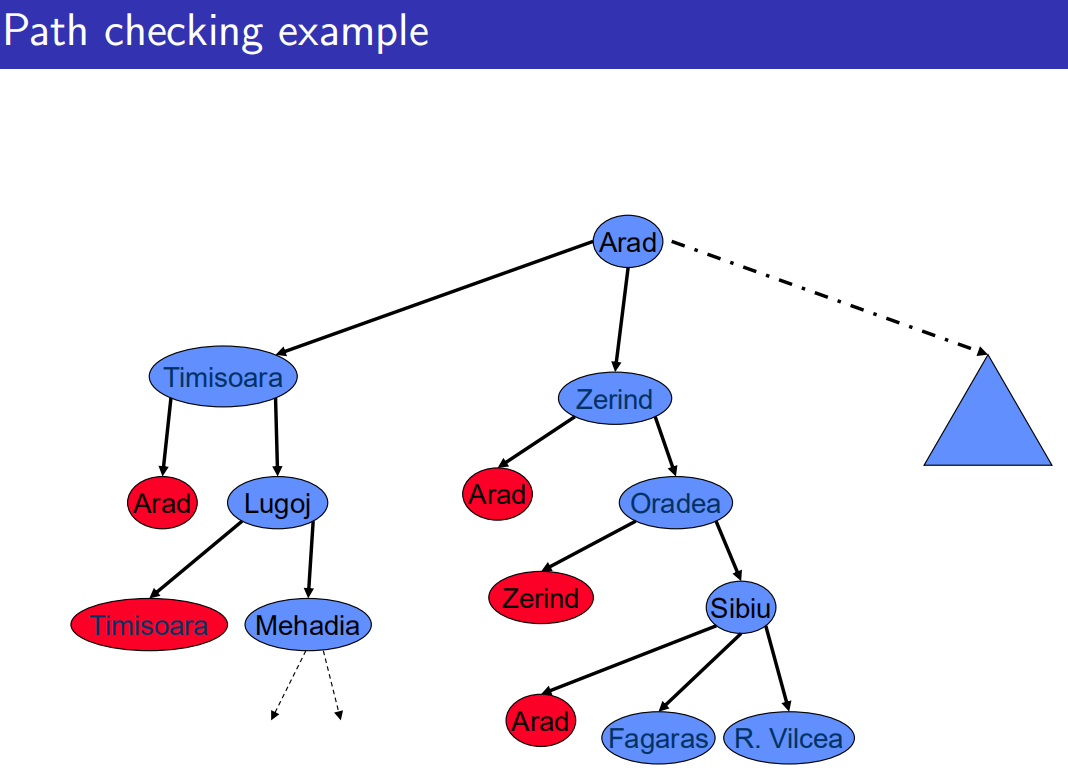 Path checking example
Arad
Timisoara
Zerind
Arad
Lugoj
Arad
Oradea
Timisoara
Mehadia
Zerind
Sibiu
Arad
Fagaras
R. Vilcea